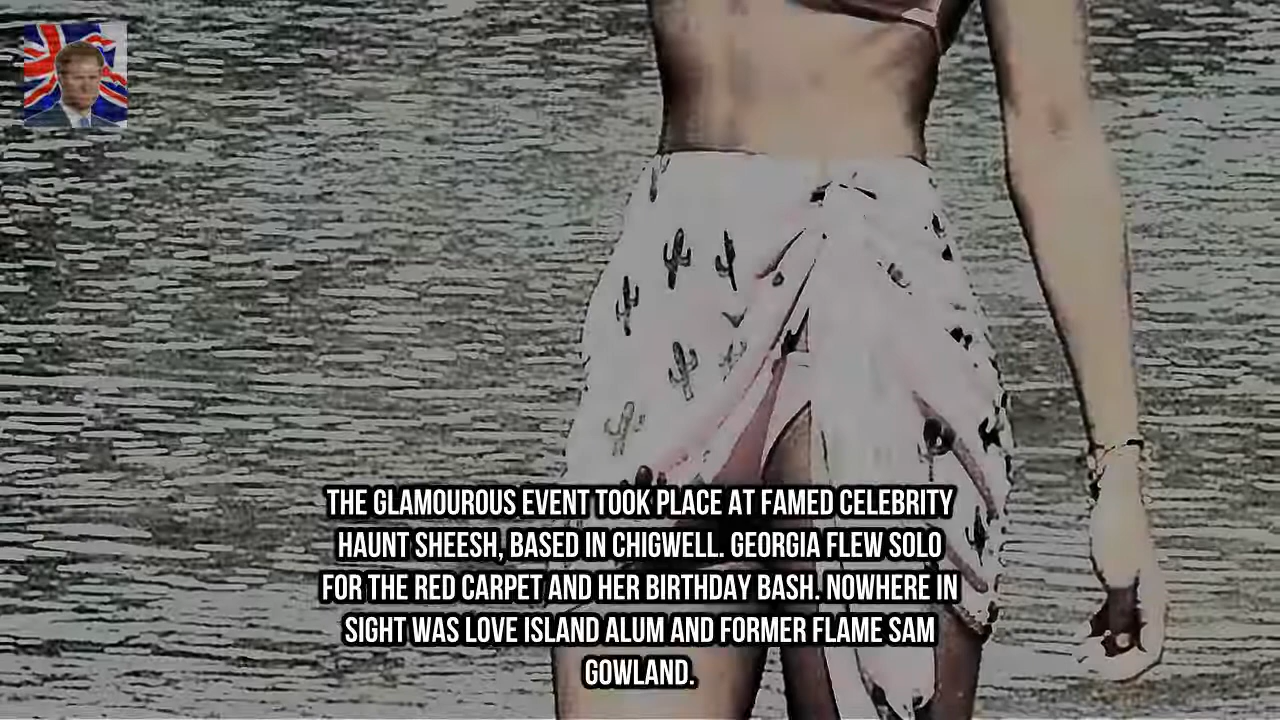 THE GLAMOUROUS EVENT TOOK PLACE AT FAMED CELEBRITY
HAUNT SHEESH, BASED IN CHIGWELL. GEORGIA FLEW SOLO
FOR THE RED CARPET AND HER BIRTHDAY BASH. NOWHERE IN
SIGHT WAS LOVE ISLAND ALUM AND FORMER FLAME SAM
GOWLAND.